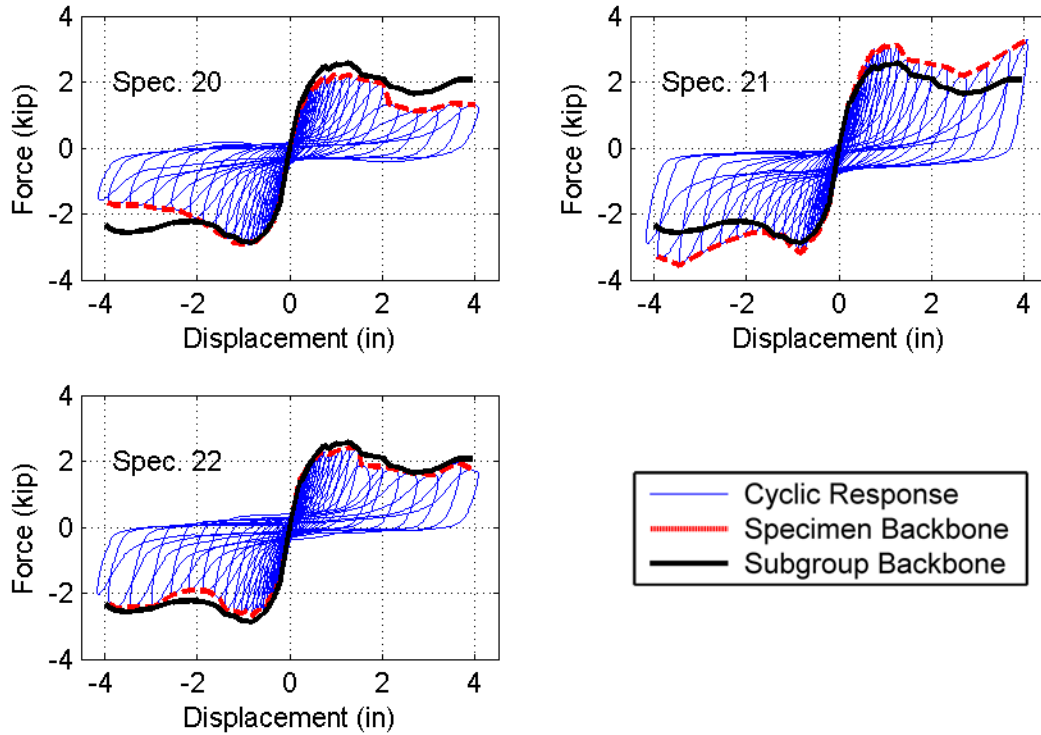 4
2
0
-2
-4
Force (kip)
Spec. 20
-4 -2 0 2 4
Displacement (in)
4
2
0
-2
-4
Force (kip)
Spec. 21
-4 -2 0 2 4
Displacement (in)
4
2
0
-2
-4
Force (kip)
Spec. 22
-4 -2 0 2 4
Displacement (in)
Cyclic Response
Specimen Backbone
Subgroup Backbone